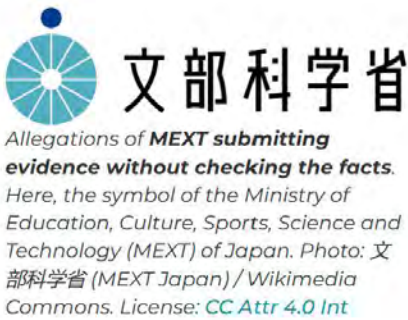 文部科学省
Allegations of MEXT submitting
evidence without checking the facts.
Here, the symbol of the Ministry of
Education, Culture, Sports, Science and
Technology (MEXT) of Japan. Photo: 文
部科学省 (MEXT Japan) / Wikimedia
Commons. License: CC Attr 4.0 Int